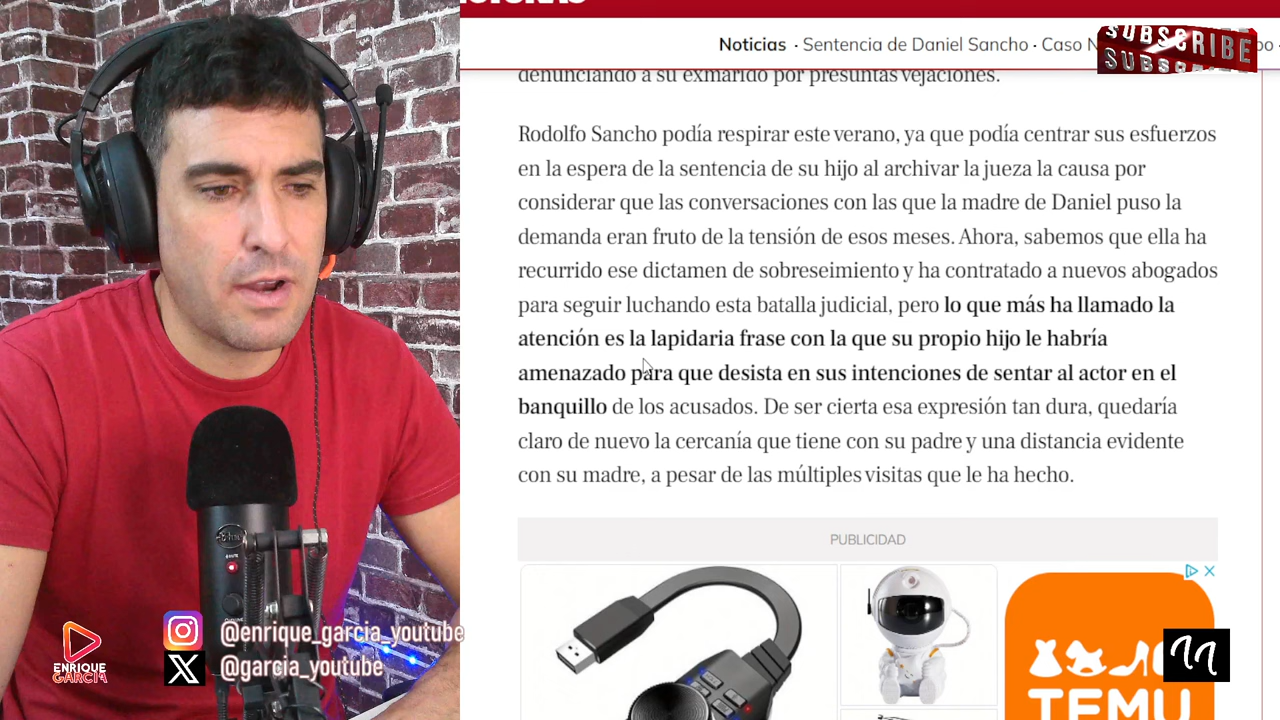 Noticias · Sentencia de Daniel Sancho · Caso
SUBSCRIBE
SUBSCRIBE
denunciando a su exmarido por presuntas vejaciones.
Rodolfo Sancho podía respirar este verano, ya que podía centrar sus esfuerzos
en la espera de la sentencia de su hijo al archivar la jueza la causa por
considerar que las conversaciones con las que la madre de Daniel puso la
demanda eran fruto de la tensión de esos meses. Ahora, sabemos que ella ha
recurrido ese dictamen de sobreseimiento y ha contratado a nuevos abogados
para seguir luchando esta batalla judicial, pero lo que más ha llamado la
atención es la lapidaria frase con la que su propio hijo le habría
amenazado para que desista en sus intenciones de sentar al actor en el
banquillo de los acusados. De ser cierta esa expresión tan dura, quedaría
claro de nuevo la cercanía que tiene con su padre y una distancia evidente
con su madre, a pesar de las múltiples visitas que le ha hecho.
PUBLICIDAD
TEMU
ENRIQUE
GARCIA
@enrique_garcia_youtube
@garcia_youtube